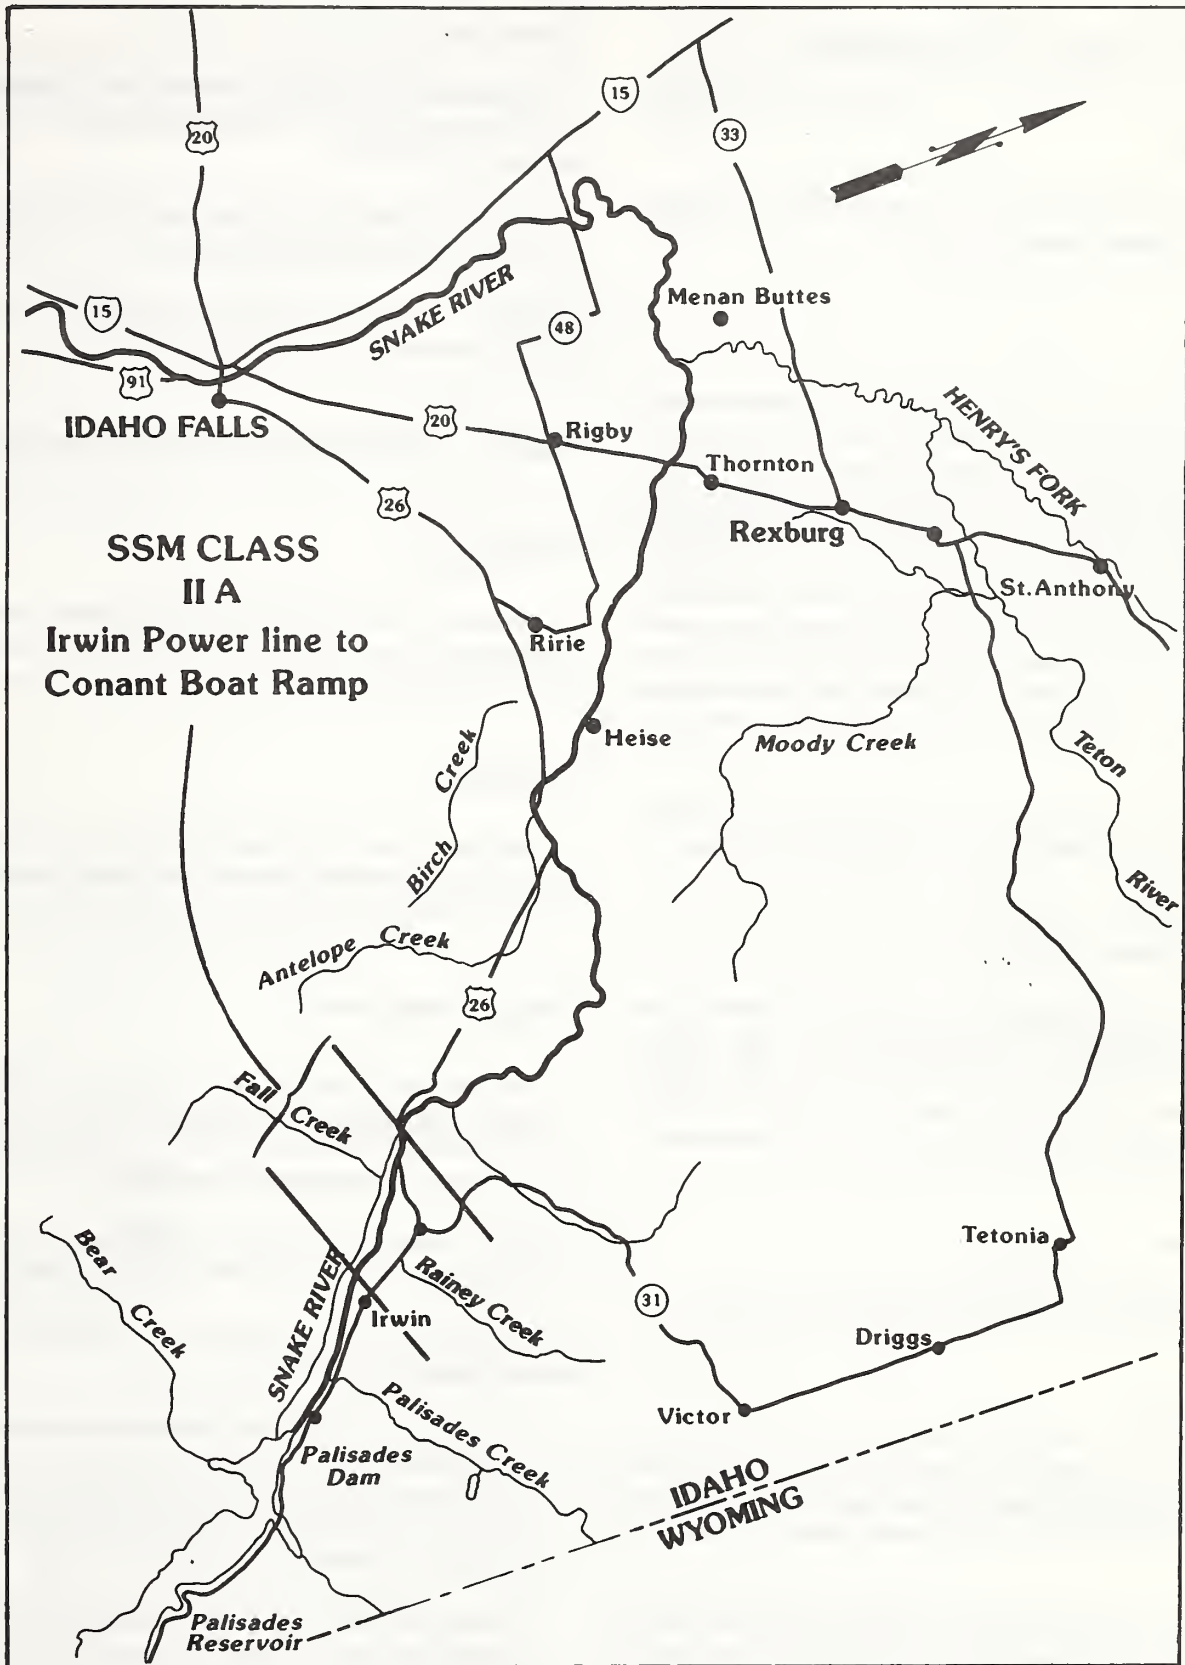 20
15
33
SNAKE RIVER
Menan Buttes
15
48
91
IDAHO FALLS
20
Rigby
HENRY'S FORK
Thornton
26
Rexburg
SSM CLASS
II A
Irwin Power line to
Conant Boat Ramp
St. Anthony
Ririe
Heise
Moody Creek
Teton
River
Birch Creek
Antelope Creek
26
Fall Creek
Bear Creek
SNAKE RIVER
Rainey Creek
Irwin
Tetonia
31
Driggs
Victor
Palisades Creek
Palisades
Dam
IDAHO
WYOMING
Palisades
Reservoir